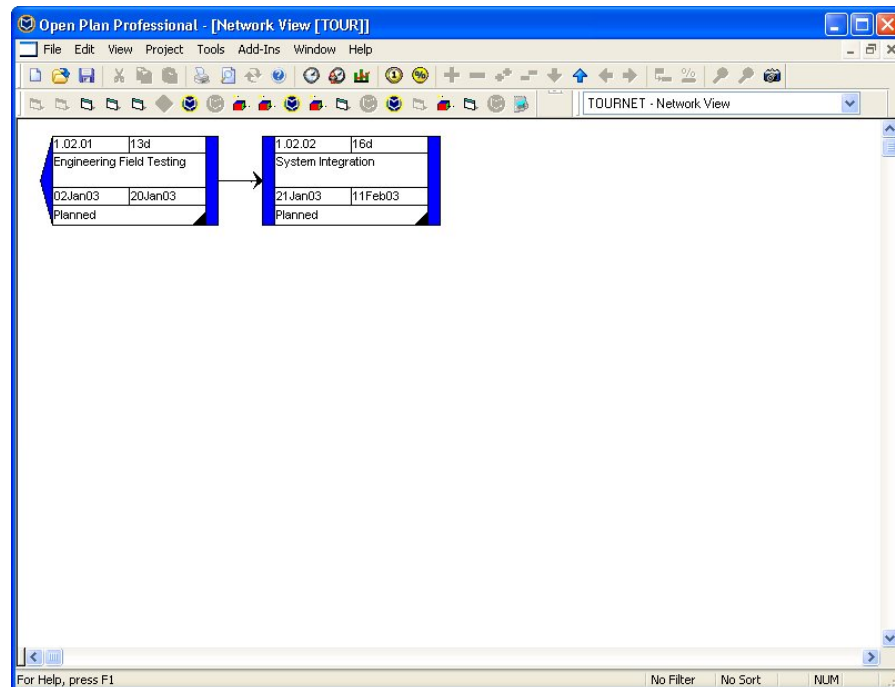 Open Plan Professional - [Network View [TOUR]]
File Edit View Project Tools Add-Ins Window Help
TOURNET - Network View
1.02.01 13d
Engineering Field Testing
02Jan03 20Jan03
Planned
1.02.02 16d
System Integration
21Jan03 11Feb03
Planned
For Help, press F1 No Filter No Sort NUM